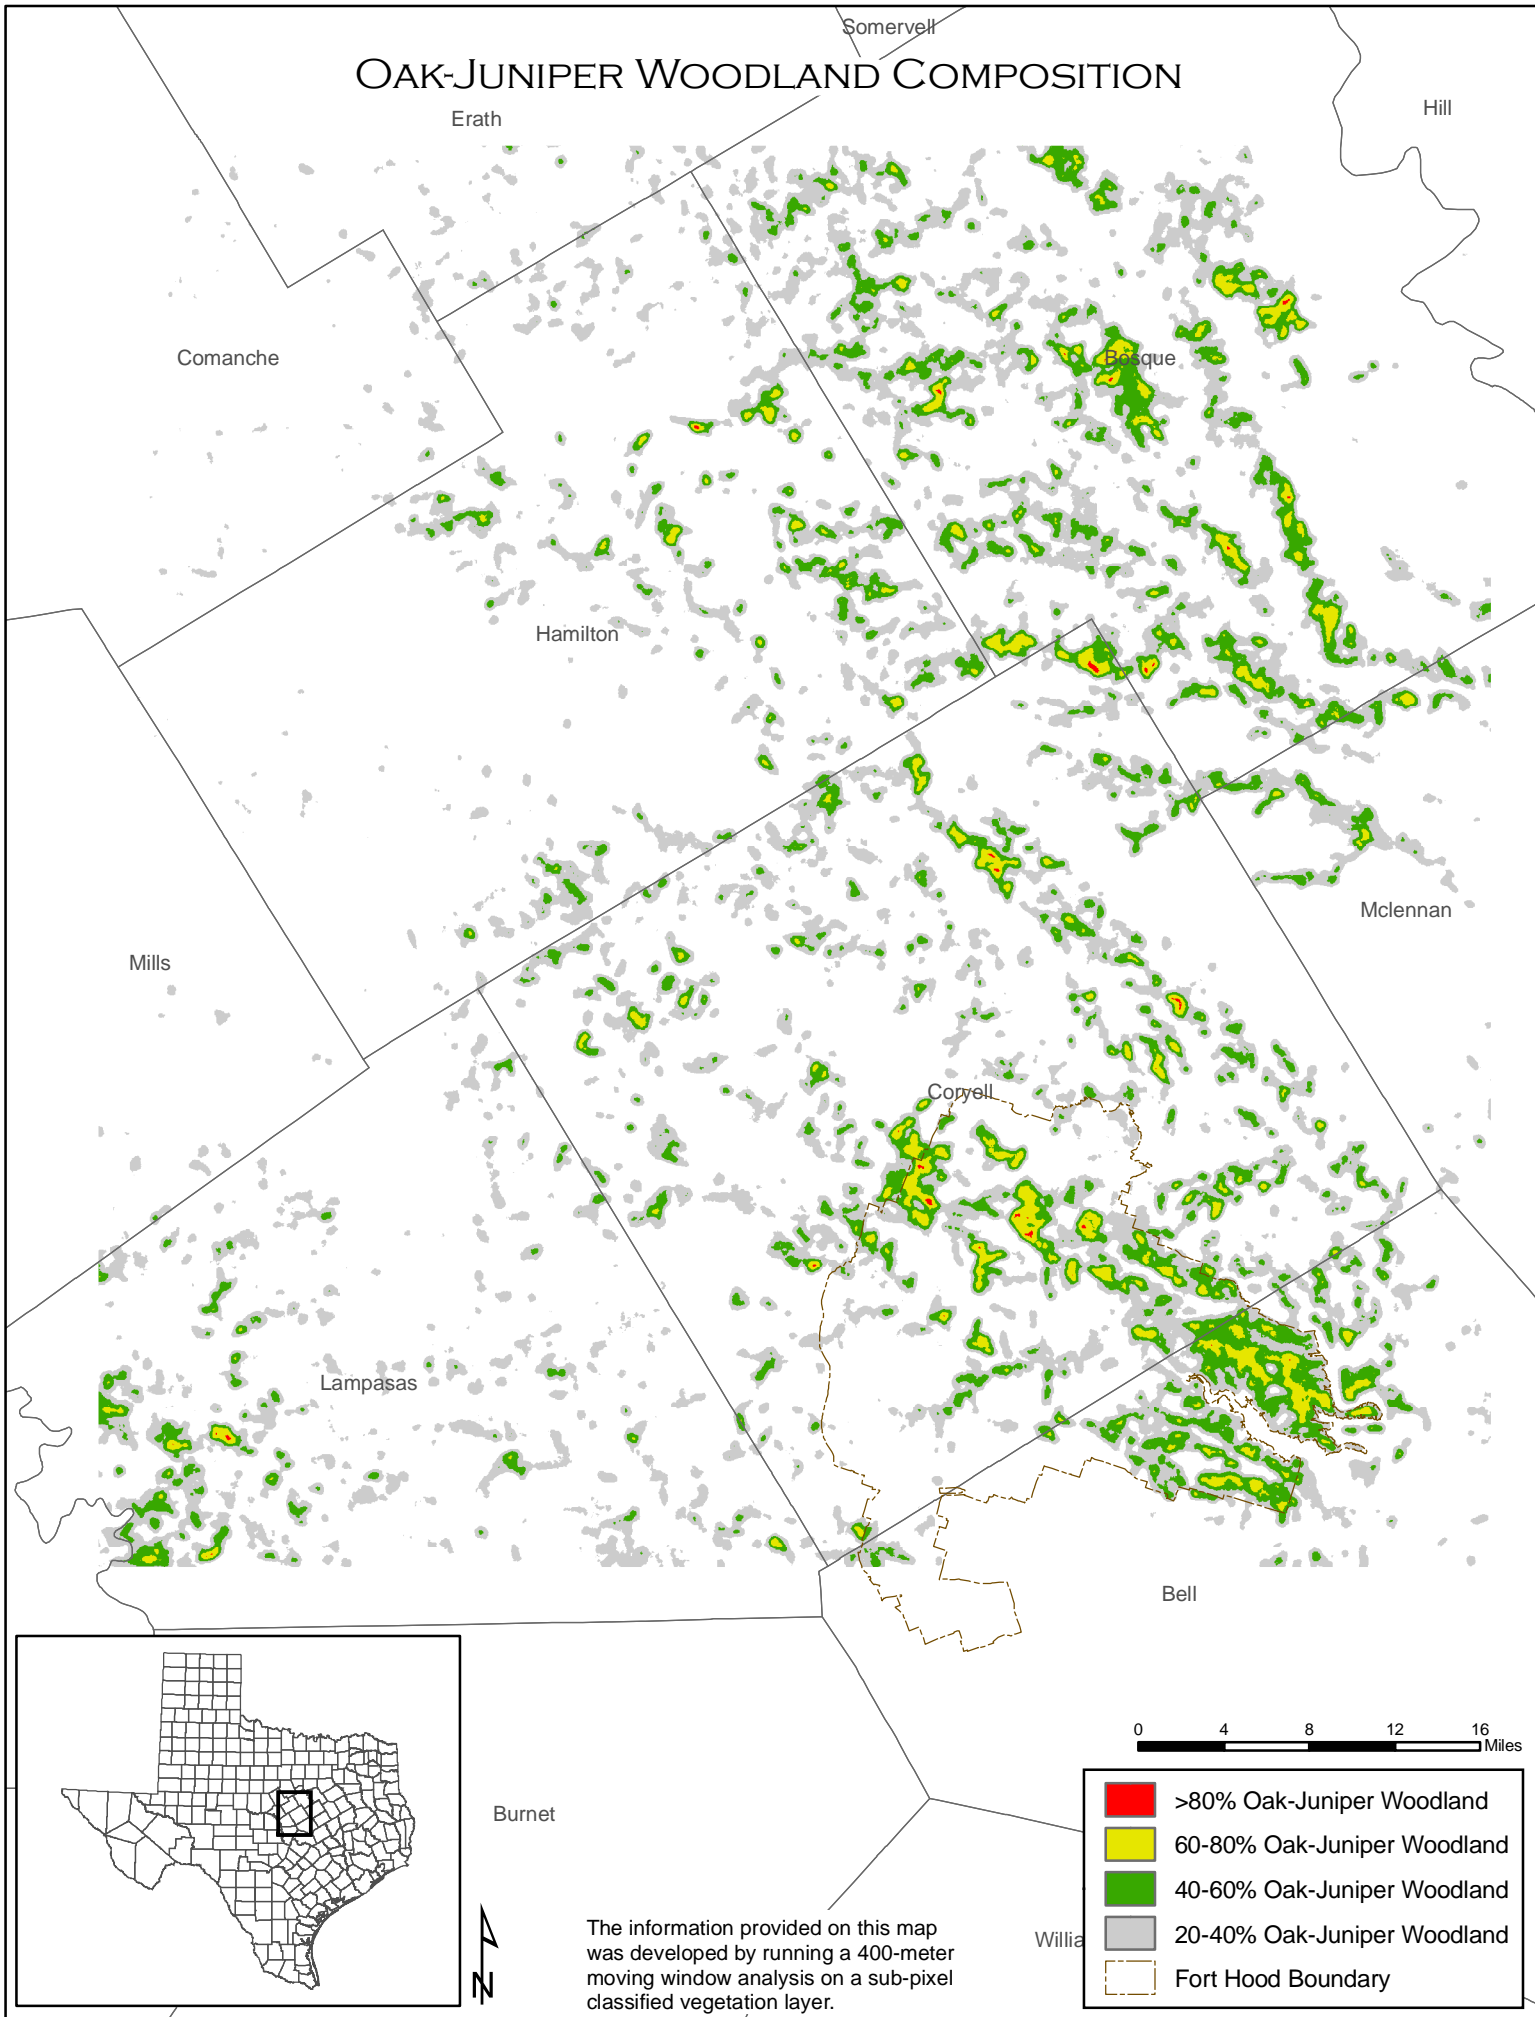 Somervell
OAK-JUNIPER WOODLAND COMPOSITION
Hill
Erath
Comanche
Bosque
Hamilton
Mclennan
Mills
Coryell
Lampasas
Bell
0 4 8 12 16
Miles
>80% Oak-Juniper Woodland
60-80% Oak-Juniper Woodland
40-60% Oak-Juniper Woodland
20-40% Oak-Juniper Woodland
Fort Hood Boundary
Burnet
Willia
N
The information provided on this map
was developed by running a 400-meter
moving window analysis on a sub-pixel
classified vegetation layer.